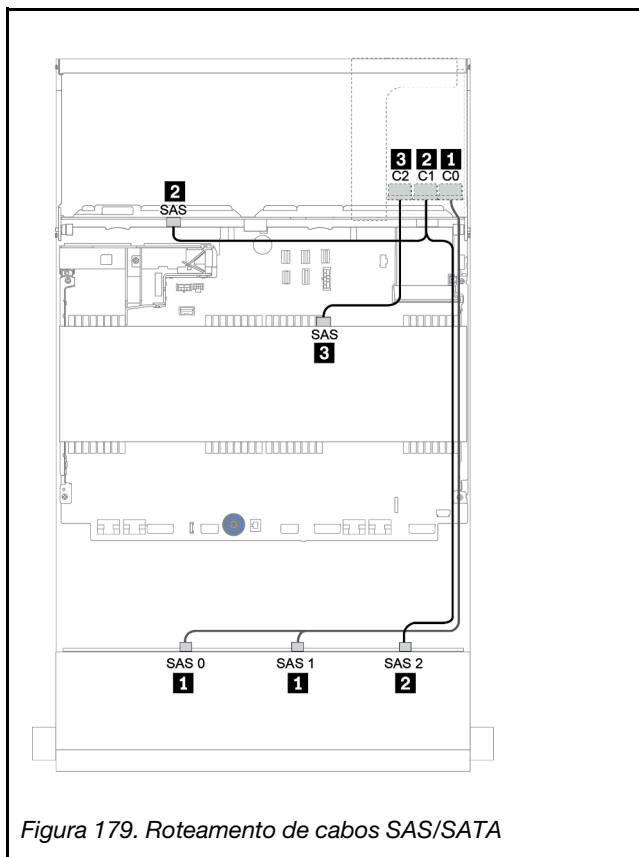 3 2 1
C2 C1 C0
2
SAS
SAS
3
SAS 0 SAS 1 SAS 2
1 1 2
Figura 179. Roteamento de cabos SAS/SATA